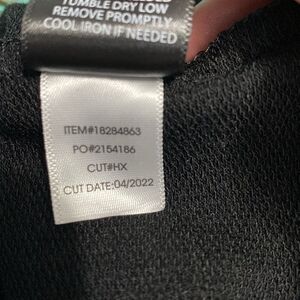 TUMBLE DRY LOW
REMOVE PROMPTLY
COOL IRON IF NEEDED
ITEM#18284863
PO#2154186
CUT#HX
CUT DATE:04/2022